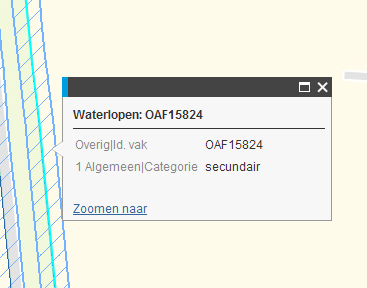 Waterlopen: OAF15824
Overig|Id. vak OAF15824
1 Algemeen|Categorie secundair
Zoomen naar